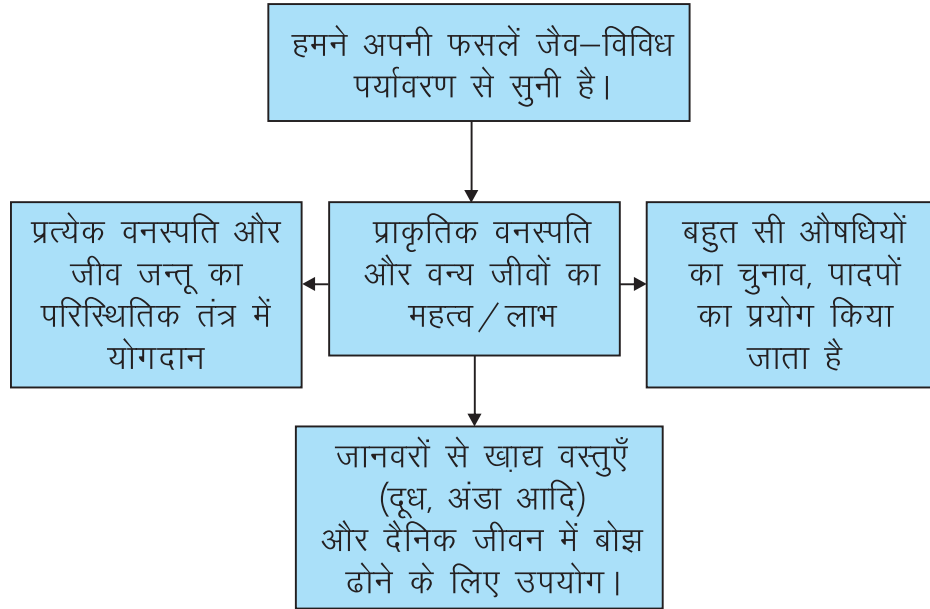 हमने अपनी फसलें जैव–विविध
पर्यावरण से सुनी है।
प्रत्येक वनस्पति और
जीव जन्तू का
परिस्थितिक तंत्र में
योगदान
प्राकृतिक वनस्पति
और वन्य जीवों का
महत्व / लाभ
बहुत सी औषधियों
का चुनाव, पादपों
का प्रयोग किया
जाता है
जानवरों से खा़द्य वस्तुएँ
(दूध, अंडा आदि)
और दैनिक जीवन में बोझ
ढोने के लिए उपयोग।